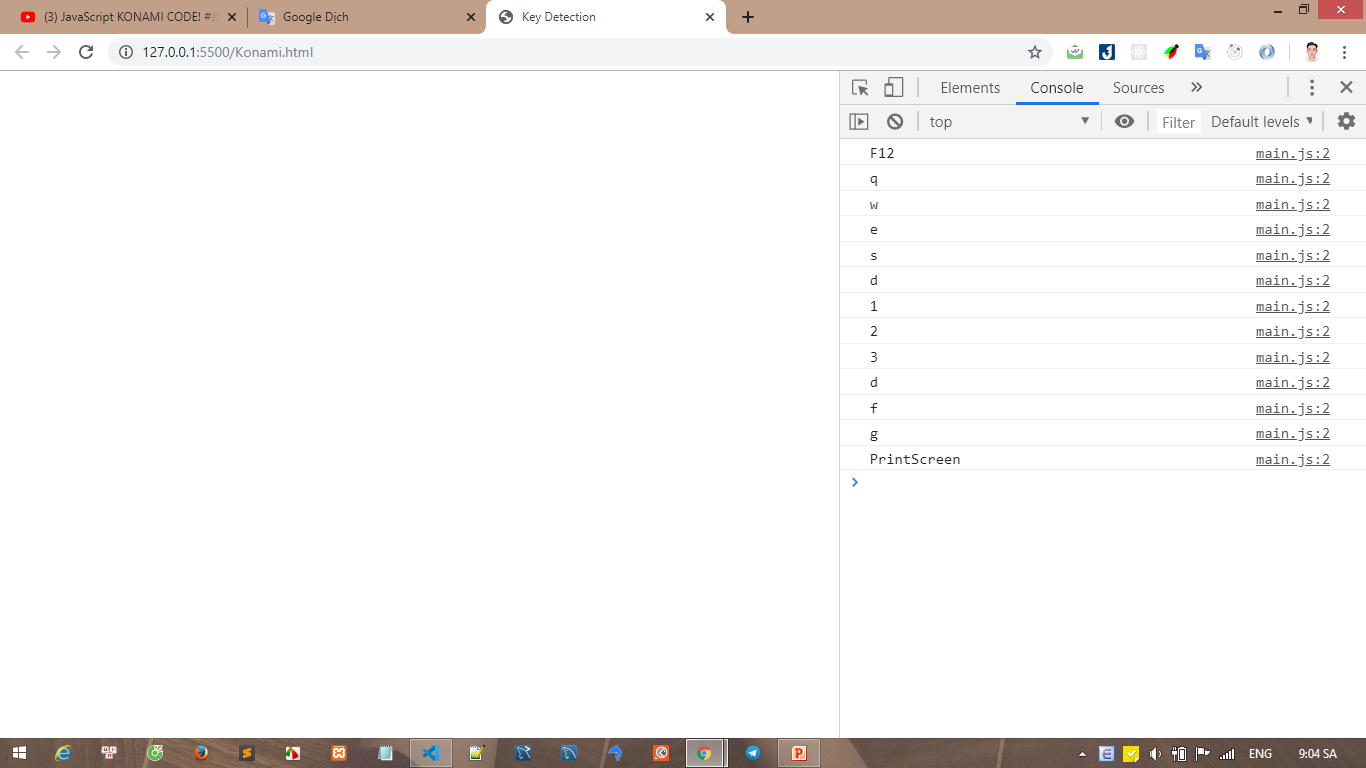 (3) JavaScript KONAMI CODE! #Ja
Google Dịch
Key Detection
127.0.0.1:5500/Konami.html
Elements
Console
Sources
top
Filter
Default levels
F12 main.js:2
q main.js:2
w main.js:2
e main.js:2
s main.js:2
d main.js:2
1 main.js:2
2 main.js:2
3 main.js:2
d main.js:2
f main.js:2
g main.js:2
PrintScreen main.js:2
ENG
9:04 SA